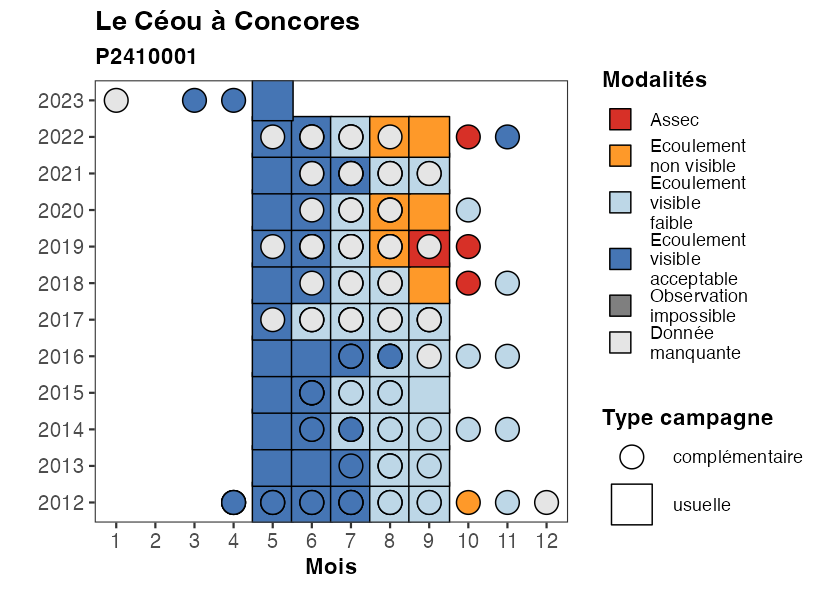 Le Céou à Concores
P2410001
2023
2022
2021
2020
2019
2018
2017
2016
2015
2014
2013
2012
1 2 3 4 5 6 7 8 9 10 11 12
Mois
Modalités
Assec
Ecoulement
non visible
Ecoulement
visible
faible
Ecoulement
visible
acceptable
Observation
impossible
Donnée
manquante
Type campagne
complémentaire
usuelle